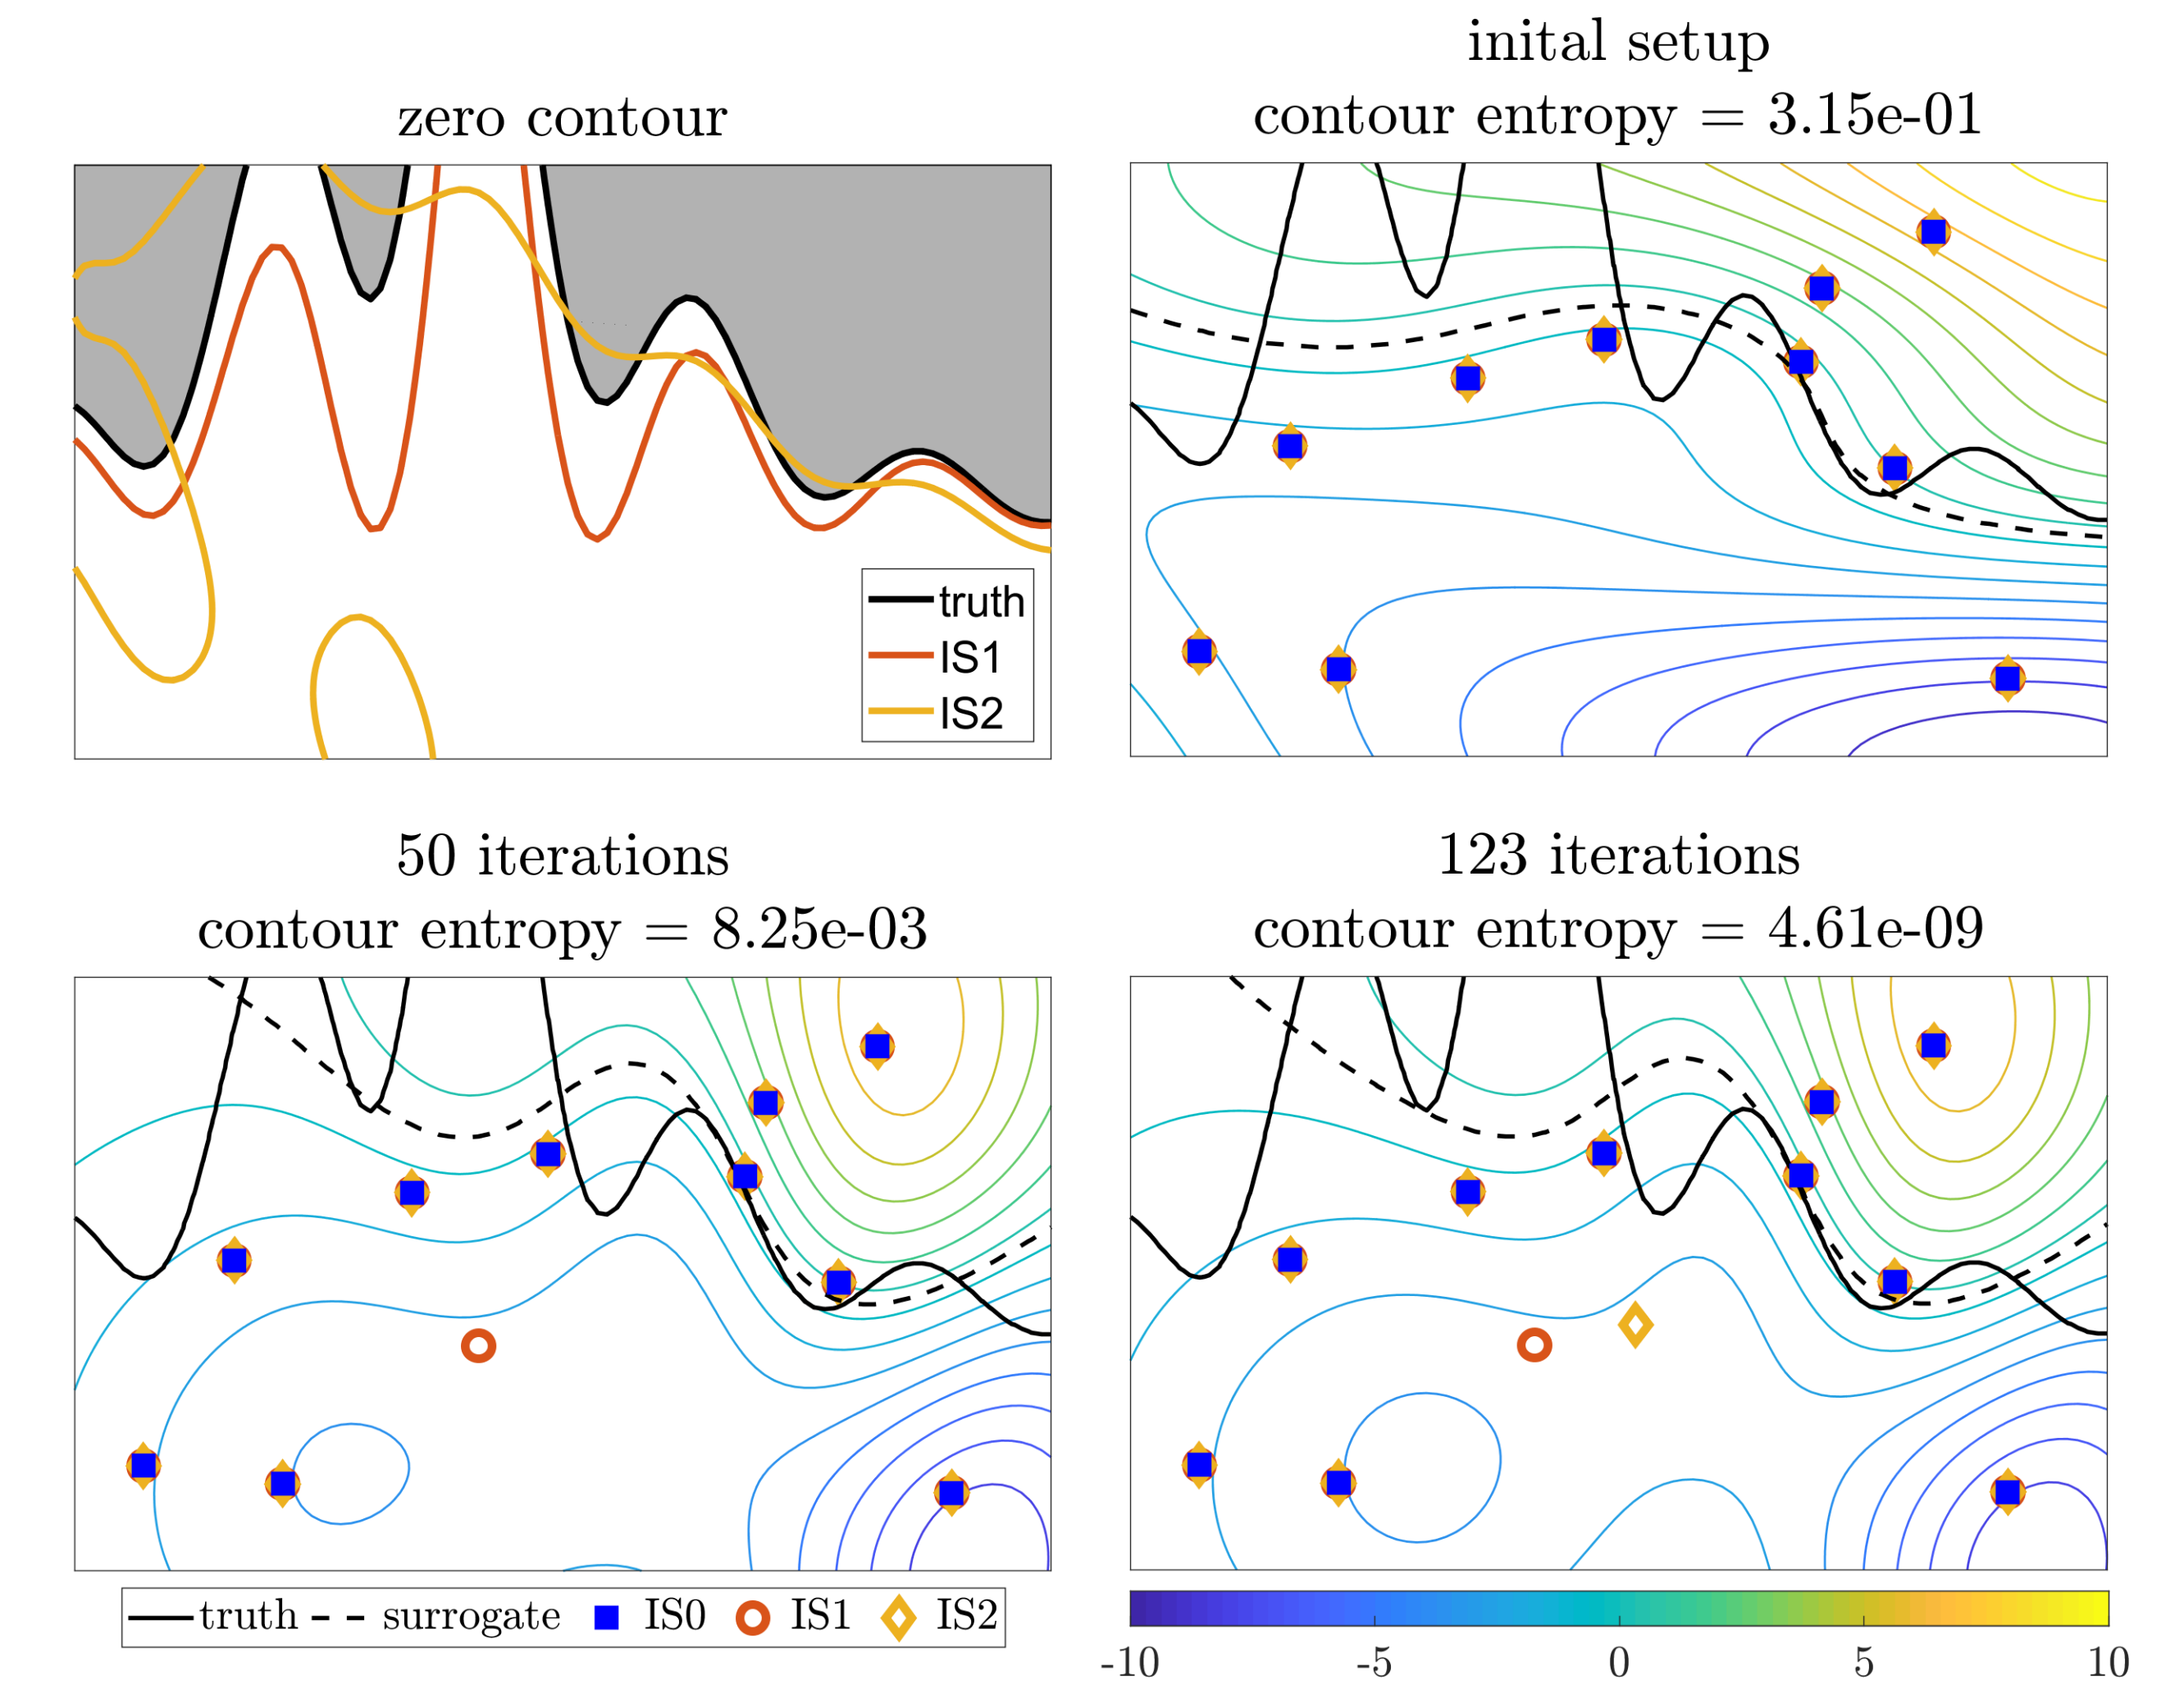 zero contour
truth
IS1
IS2
inital setup
contour entropy = 3.15e-01
50 iterations
contour entropy = 8.25e-03
123 iterations
contour entropy = 4.61e-09
truth surrogate IS0 IS1 IS2
-10 -5 0 5 10